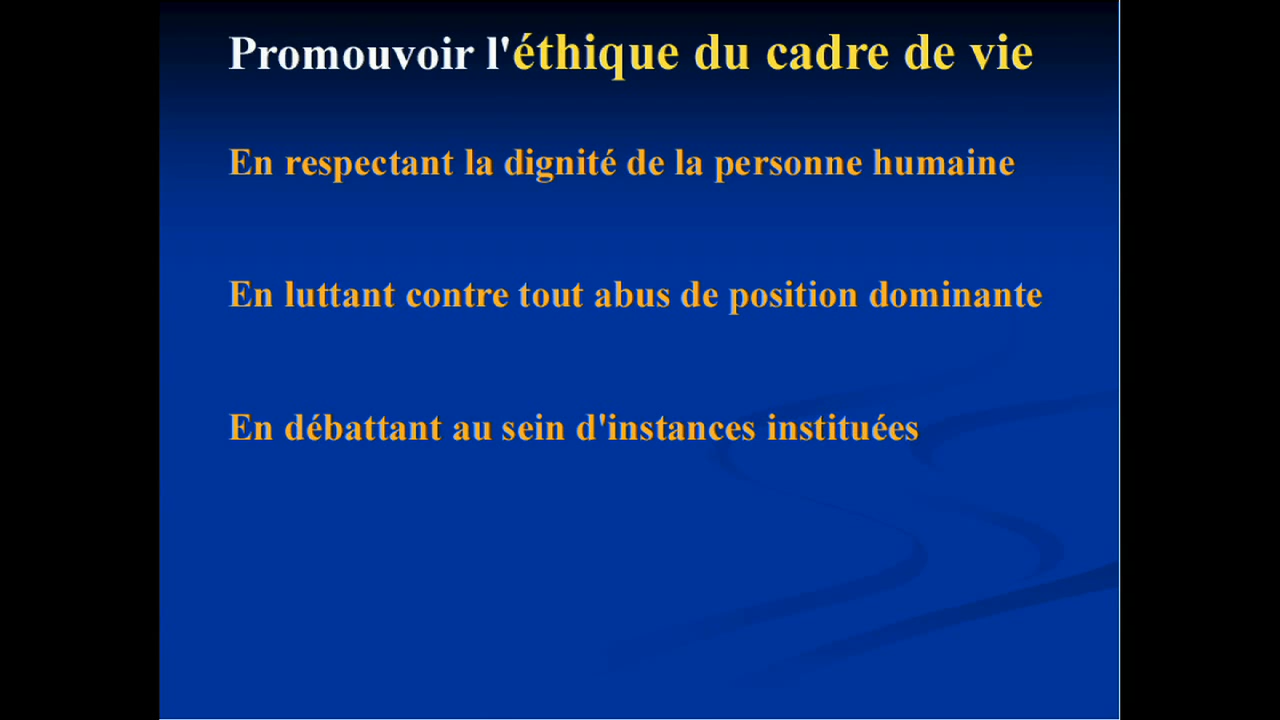 Promouvoir l'éthique du cadre de vie
En respectant la dignité de la personne humaine
En luttant contre tout abus de position dominante
En débattant au sein d'instances instituées